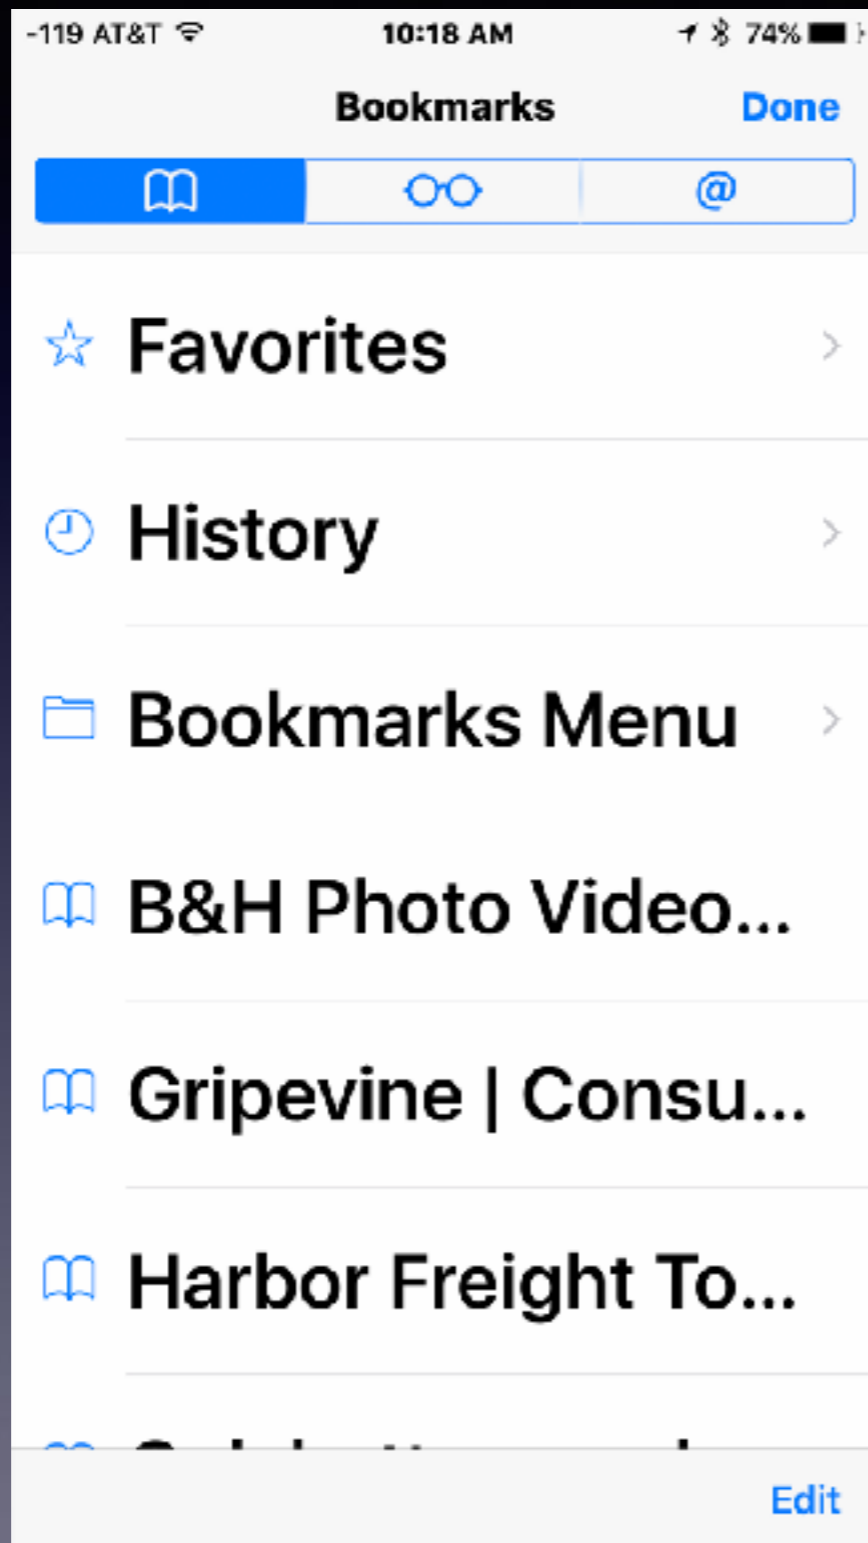 -119 AT&T 10:18 AM 74%
Bookmarks Done
@
Favorites
History
Bookmarks Menu
B&H Photo Video...
Gripevine | Consu...
Harbor Freight To...
Edit